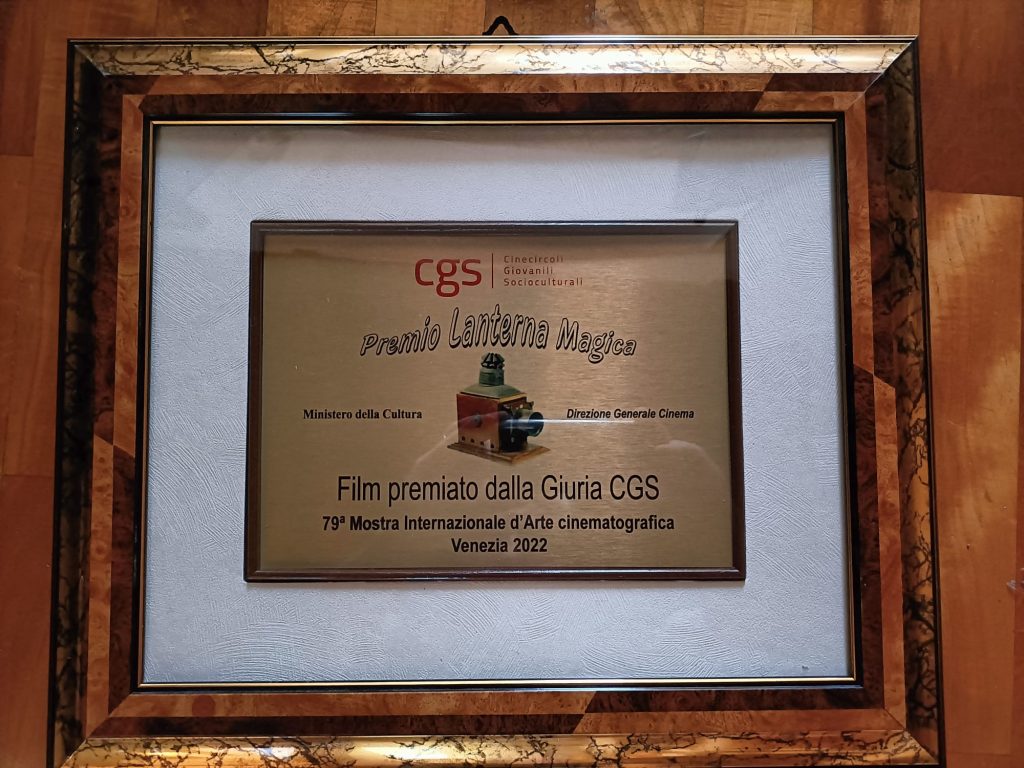 cgs
Cinecircoli
Giovanili
Socioculturali
Premio Lanterna Magica
Ministero della Cultura
Direzione Generale Cinema
Film premiato dalla Giuria CGS
79ª Mostra Internazionale d'Arte cinematografica
Venezia 2022